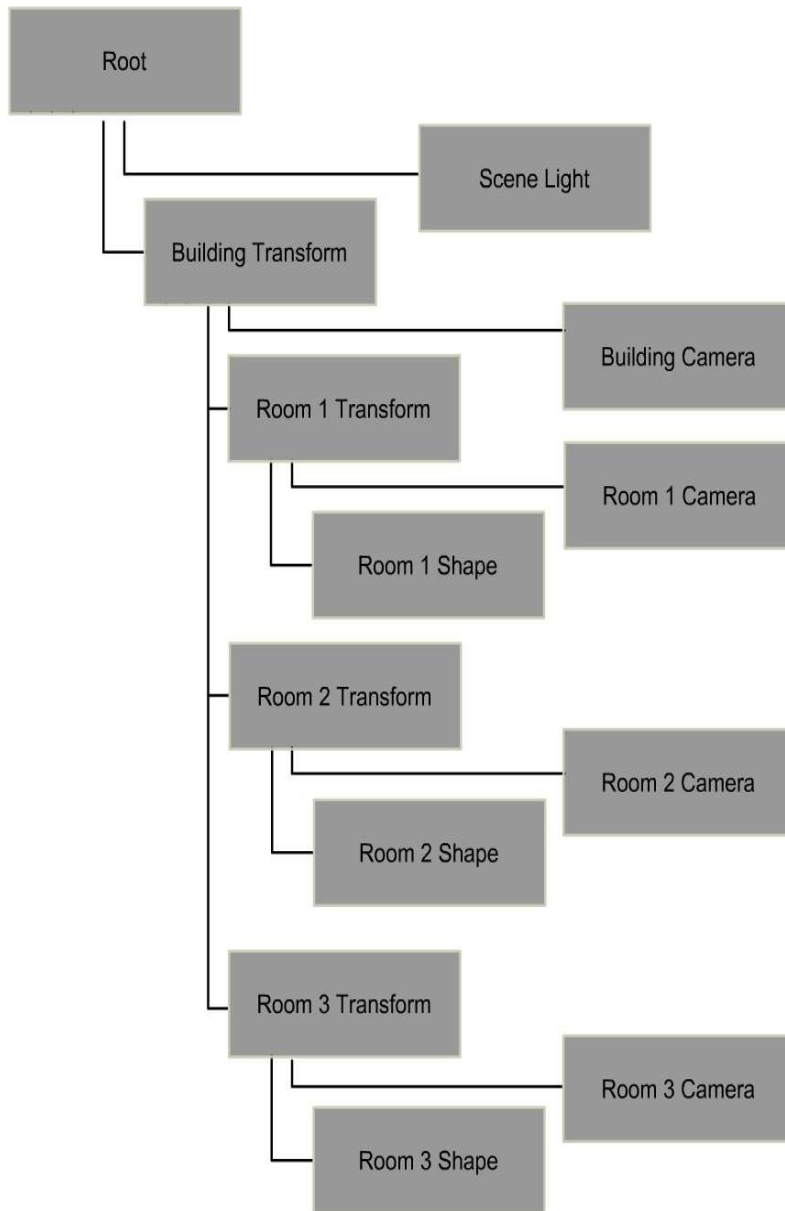 Root
Scene Light
Building Transform
Building Camera
Room 1 Transform
Room 1 Camera
Room 1 Shape
Room 2 Transform
Room 2 Camera
Room 2 Shape
Room 3 Transform
Room 3 Camera
Room 3 Shape